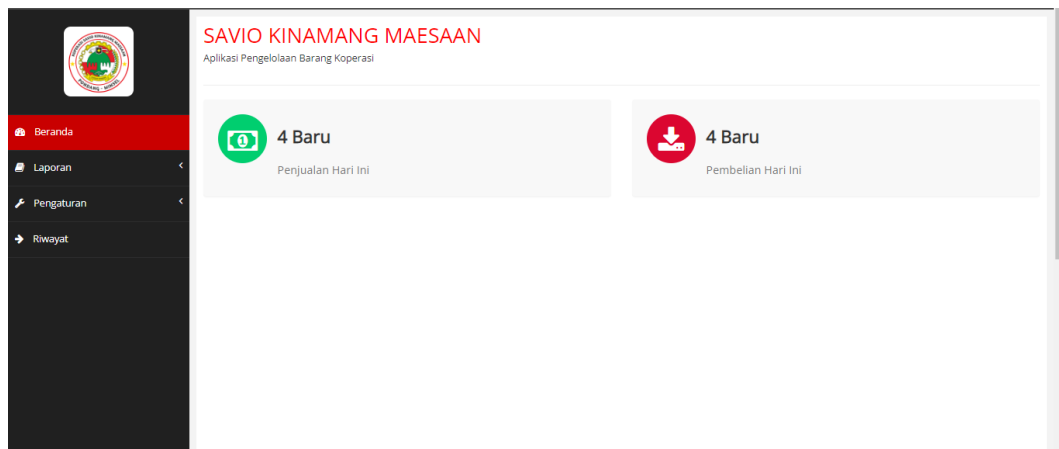 SAVIO KINAMANG MAESAAN
Aplikasi Pengelolaan Barang Koperasi
Beranda
Laporan
Pengaturan
Riwayat
4 Baru
Penjualan Hari Ini
4 Baru
Pembelian Hari Ini